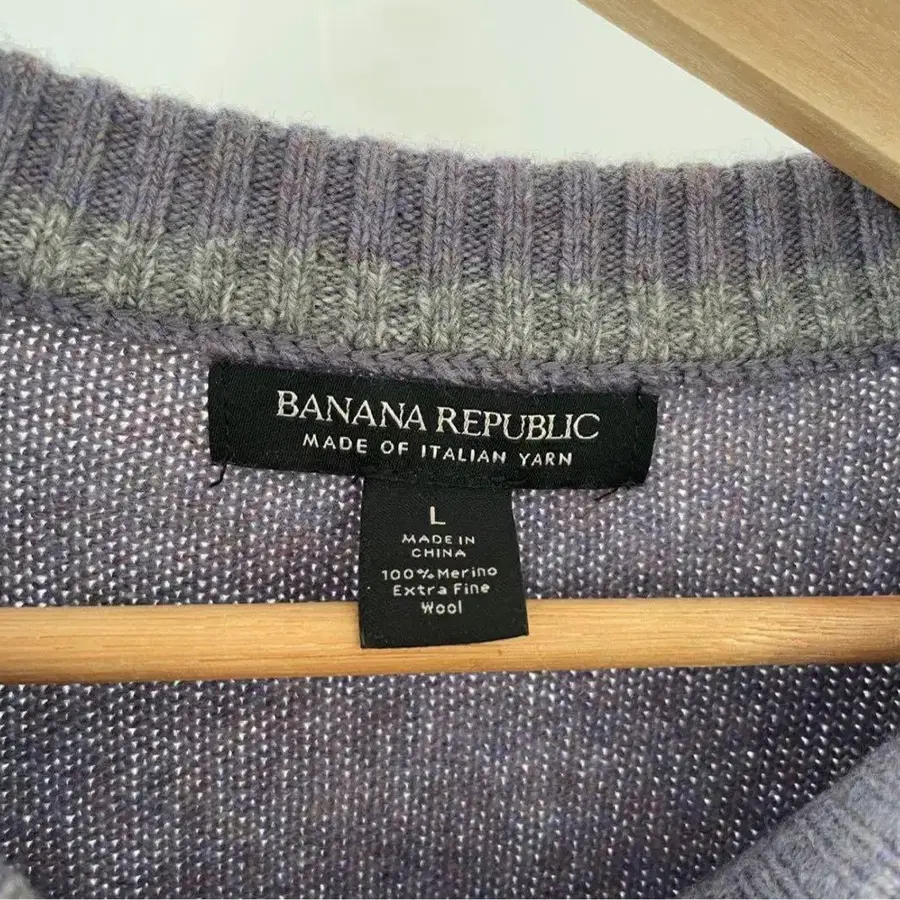 BANANA REPUBLIC
MADE OF ITALIAN YARN
L
MADE IN
CHINA
100% Merino
Extra Fine
Wool